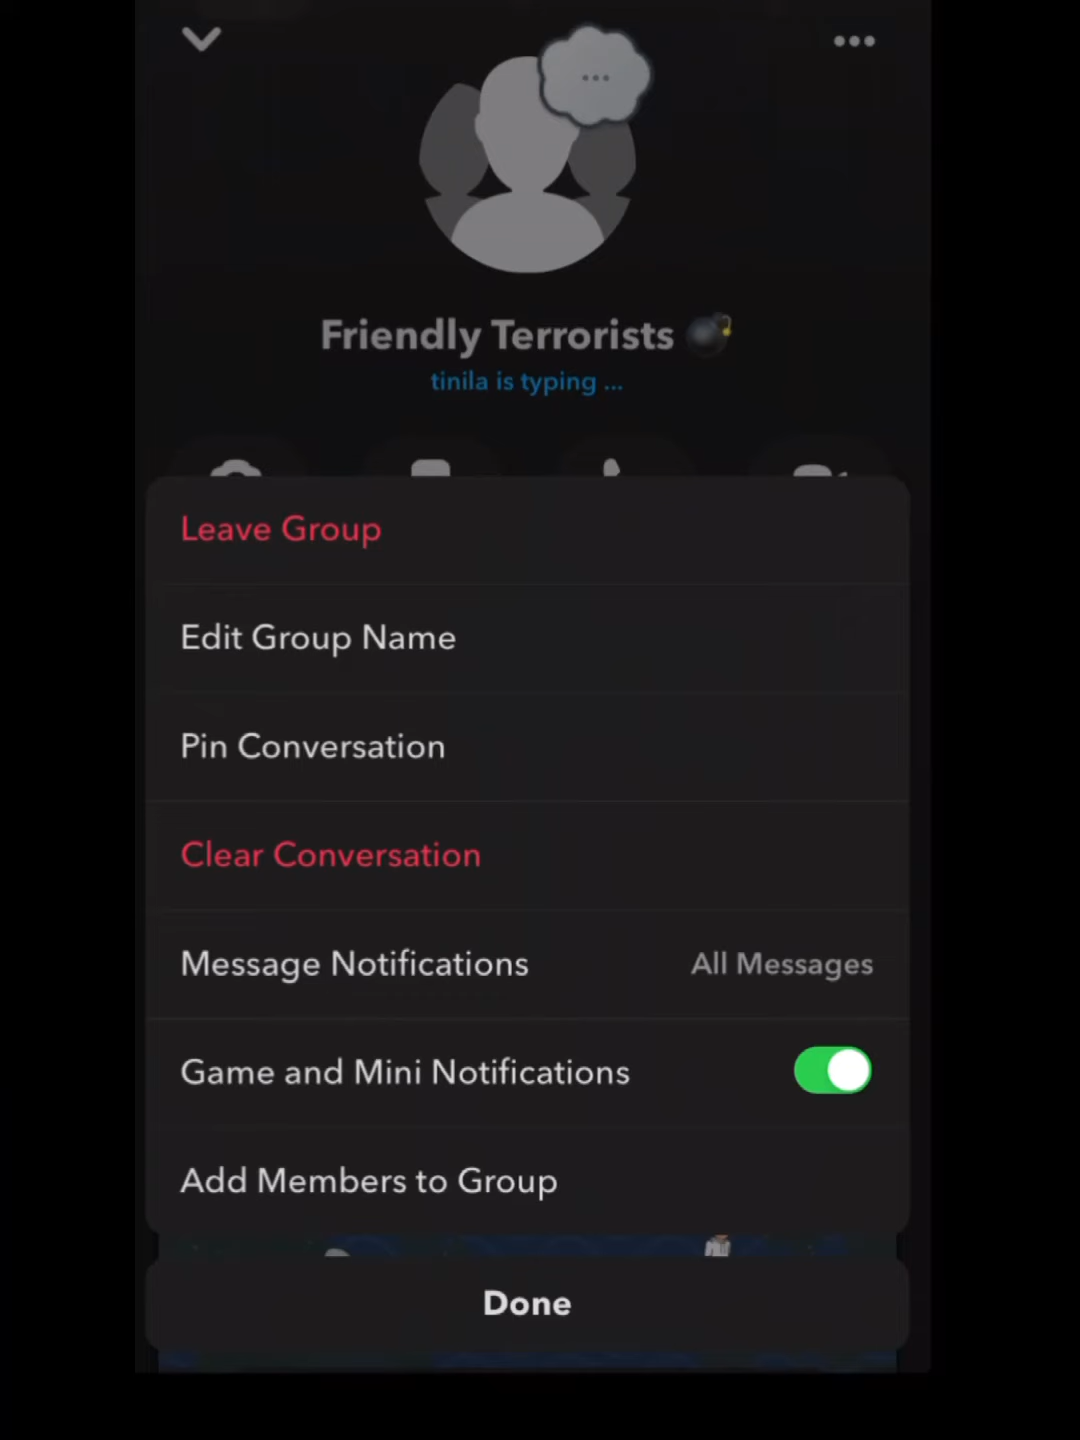 Friendly Terrorists 💣
tinila is typing ...
Leave Group
Edit Group Name
Pin Conversation
Clear Conversation
Message Notifications All Messages
Game and Mini Notifications
Add Members to Group
Done